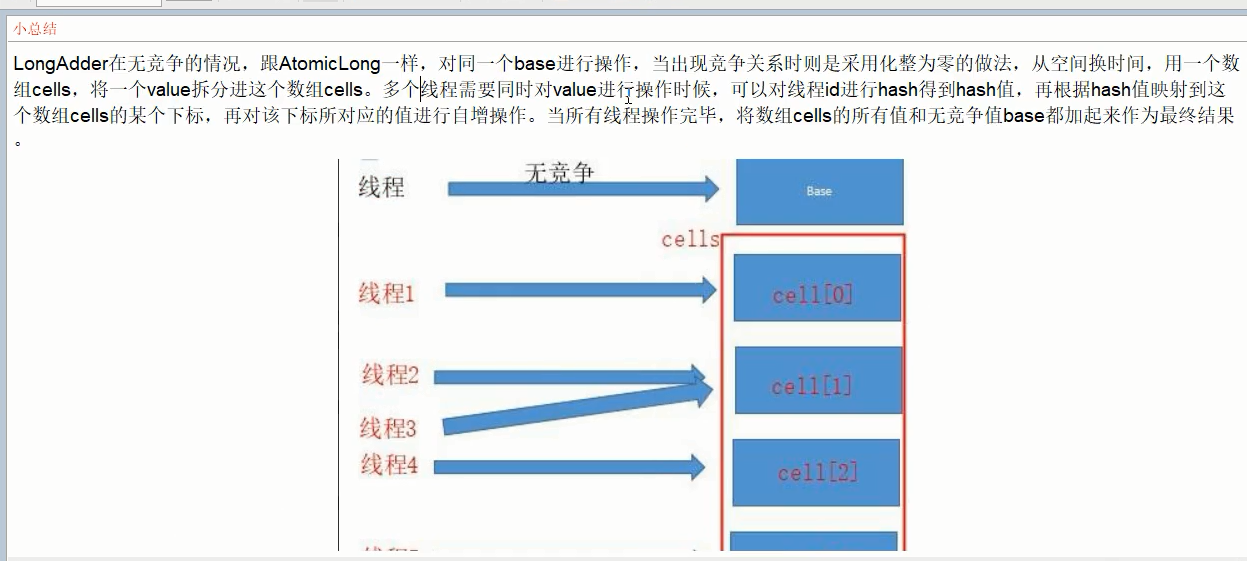 小总结
LongAdder在无竞争的情况，跟AtomicLong一样，对同一个base进行操作，当出现竞争关系时则是采用化整为零的做法，从空间换时间，用一个数
组cells，将一个value拆分进这个数组cells。多个线程需要同时对value进行操作时候，可以对线程id进行hash得到hash值，再根据hash值映射到这
个数组cells的某个下标，再对该下标所对应的值进行自增操作。当所有线程操作完毕，将数组cells的所有值和无竞争值base都加起来作为最终结果
。
线程
无竞争
Base
cells
线程1
cell[0]
线程2
cell[1]
线程3
线程4
cell[2]